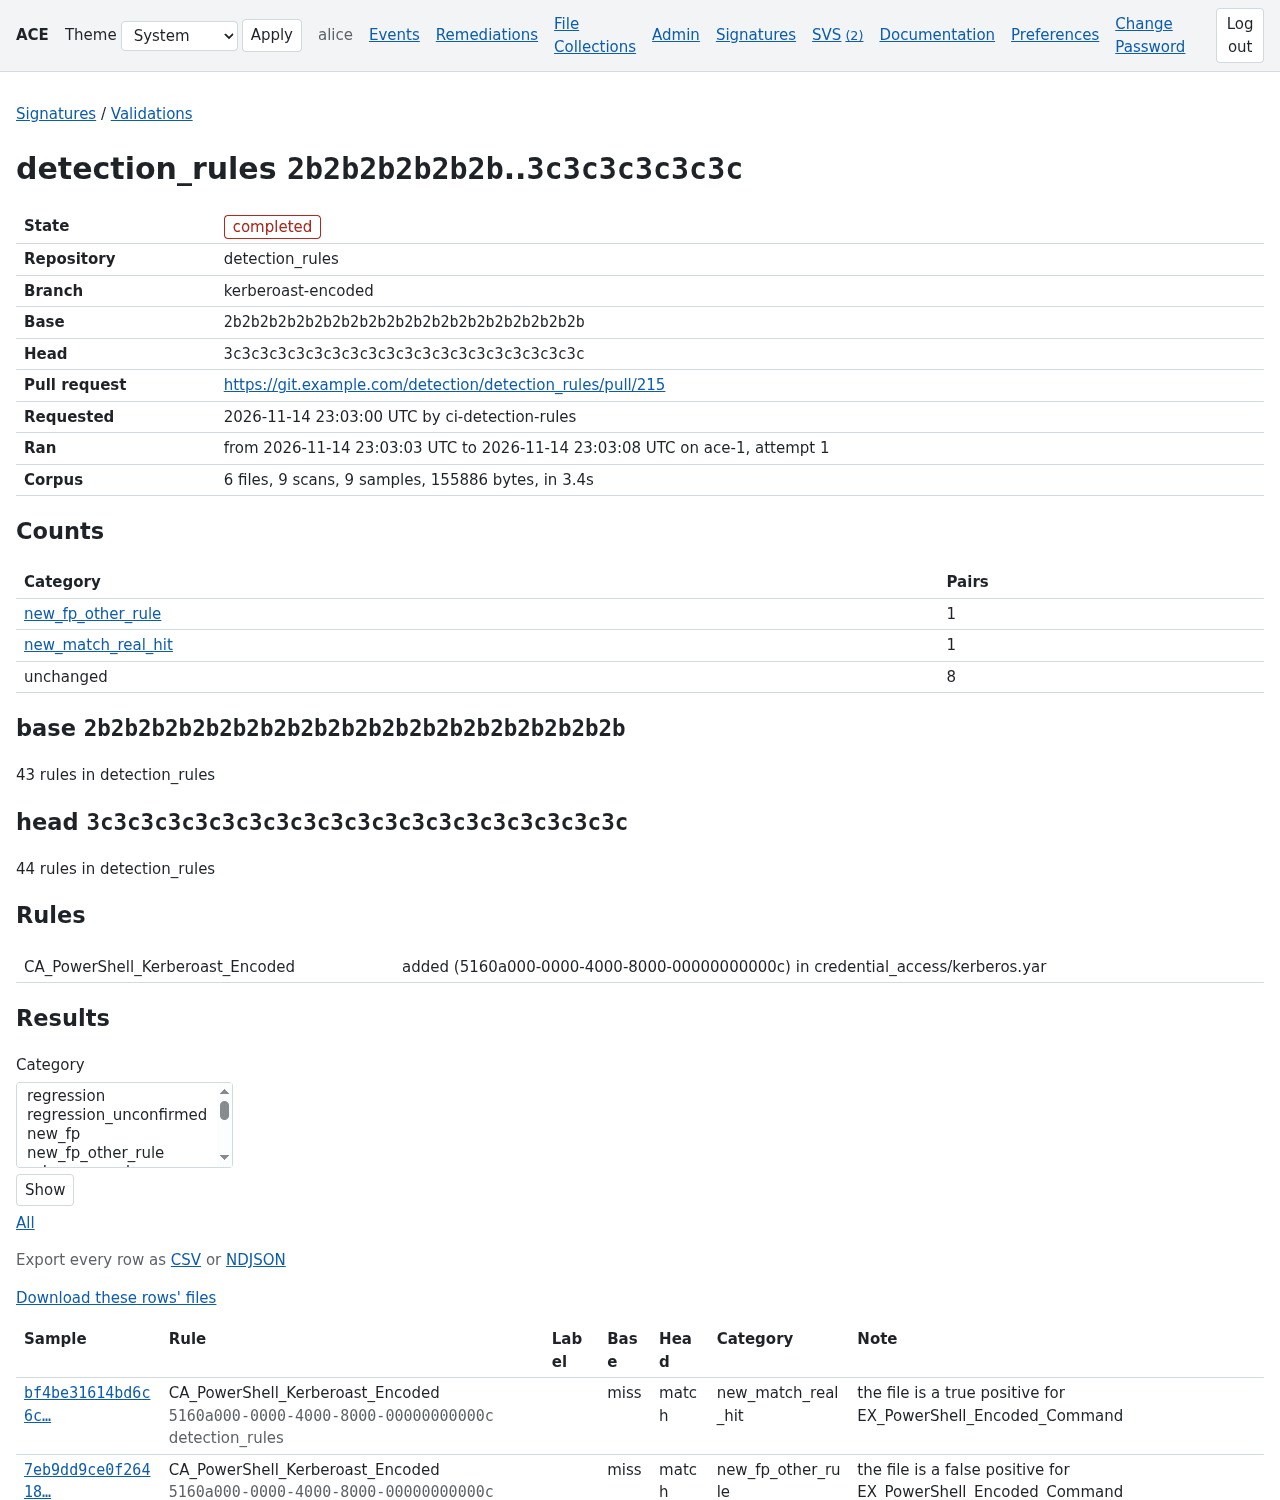 ACE Theme System Apply alice Events Remediations File Collections Admin Signatures SVS (2) Documentation Preferences Change Password Log out
Signatures / Validations
detection_rules 2b2b2b2b2b2b..3c3c3c3c3c3c
State completed
Repository detection_rules
Branch kerberoast-encoded
Base 2b2b2b2b2b2b2b2b2b2b2b2b2b2b2b2b2b2b2b2b
Head 3c3c3c3c3c3c3c3c3c3c3c3c3c3c3c3c3c3c3c3c
Pull request https://git.example.com/detection/detection_rules/pull/215
Requested 2026-11-14 23:03:00 UTC by ci-detection-rules
Ran from 2026-11-14 23:03:03 UTC to 2026-11-14 23:03:08 UTC on ace-1, attempt 1
Corpus 6 files, 9 scans, 9 samples, 155886 bytes, in 3.4s
Counts
Category Pairs
new_fp_other_rule 1
new_match_real_hit 1
unchanged 8
base 2b2b2b2b2b2b2b2b2b2b2b2b2b2b2b2b2b2b2b2b
43 rules in detection_rules
head 3c3c3c3c3c3c3c3c3c3c3c3c3c3c3c3c3c3c3c3c
44 rules in detection_rules
Rules
CA_PowerShell_Kerberoast_Encoded added (5160a000-0000-4000-8000-00000000000c) in credential_access/kerberos.yar
Results
Category
regression
regression_unconfirmed
new_fp
new_fp_other_rule
Show
All
Export every row as CSV or NDJSON
Download these rows' files
Sample Rule Label Base Head Category Note
bf4be31614bd6c6c… CA_PowerShell_Kerberoast_Encoded miss match new_match_real_hit the file is a true positive for EX_PowerShell_Encoded_Command
5160a000-0000-4000-8000-00000000000c
detection_rules
7eb9dd9ce0f26418… CA_PowerShell_Kerberoast_Encoded miss match new_fp_other_rule the file is a false positive for EX_PowerShell_Encoded_Command
5160a000-0000-4000-8000-00000000000c